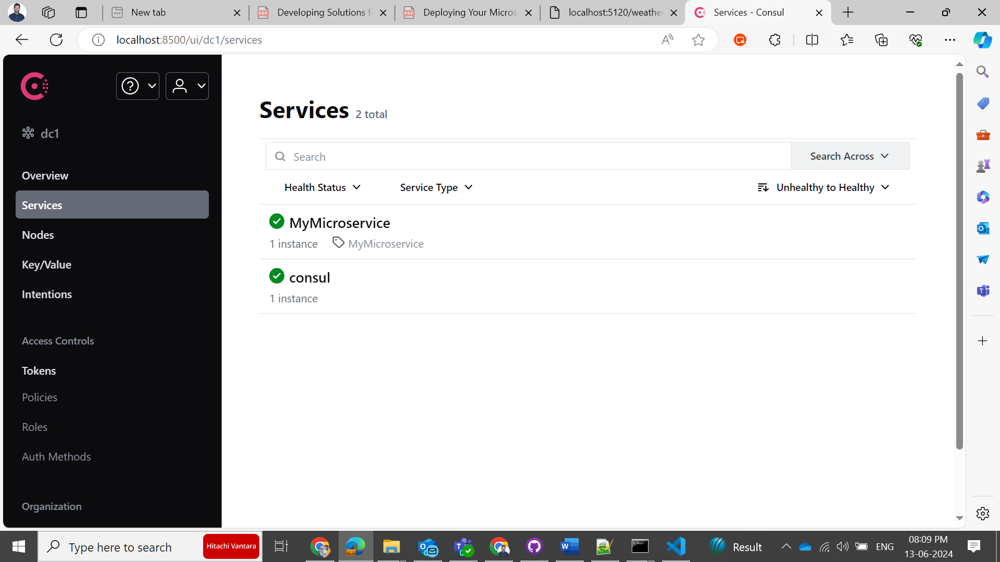 New tab
Developing Solutions f
Deploying Your Micros
localhost:5120/weathe
Services - Consul
localhost:8500/ui/dc1/services
dc1
Overview
Services
Nodes
Key/Value
Intentions
Access Controls
Tokens
Policies
Roles
Auth Methods
Organization
Services 2 total
Search
Search Across
Health Status
Service Type
Unhealthy to Healthy
MyMicroservice
1 instance MyMicroservice
consul
1 instance
Type here to search
Hitachi Vantara
Result
ENG
08:09 PM
13-06-2024